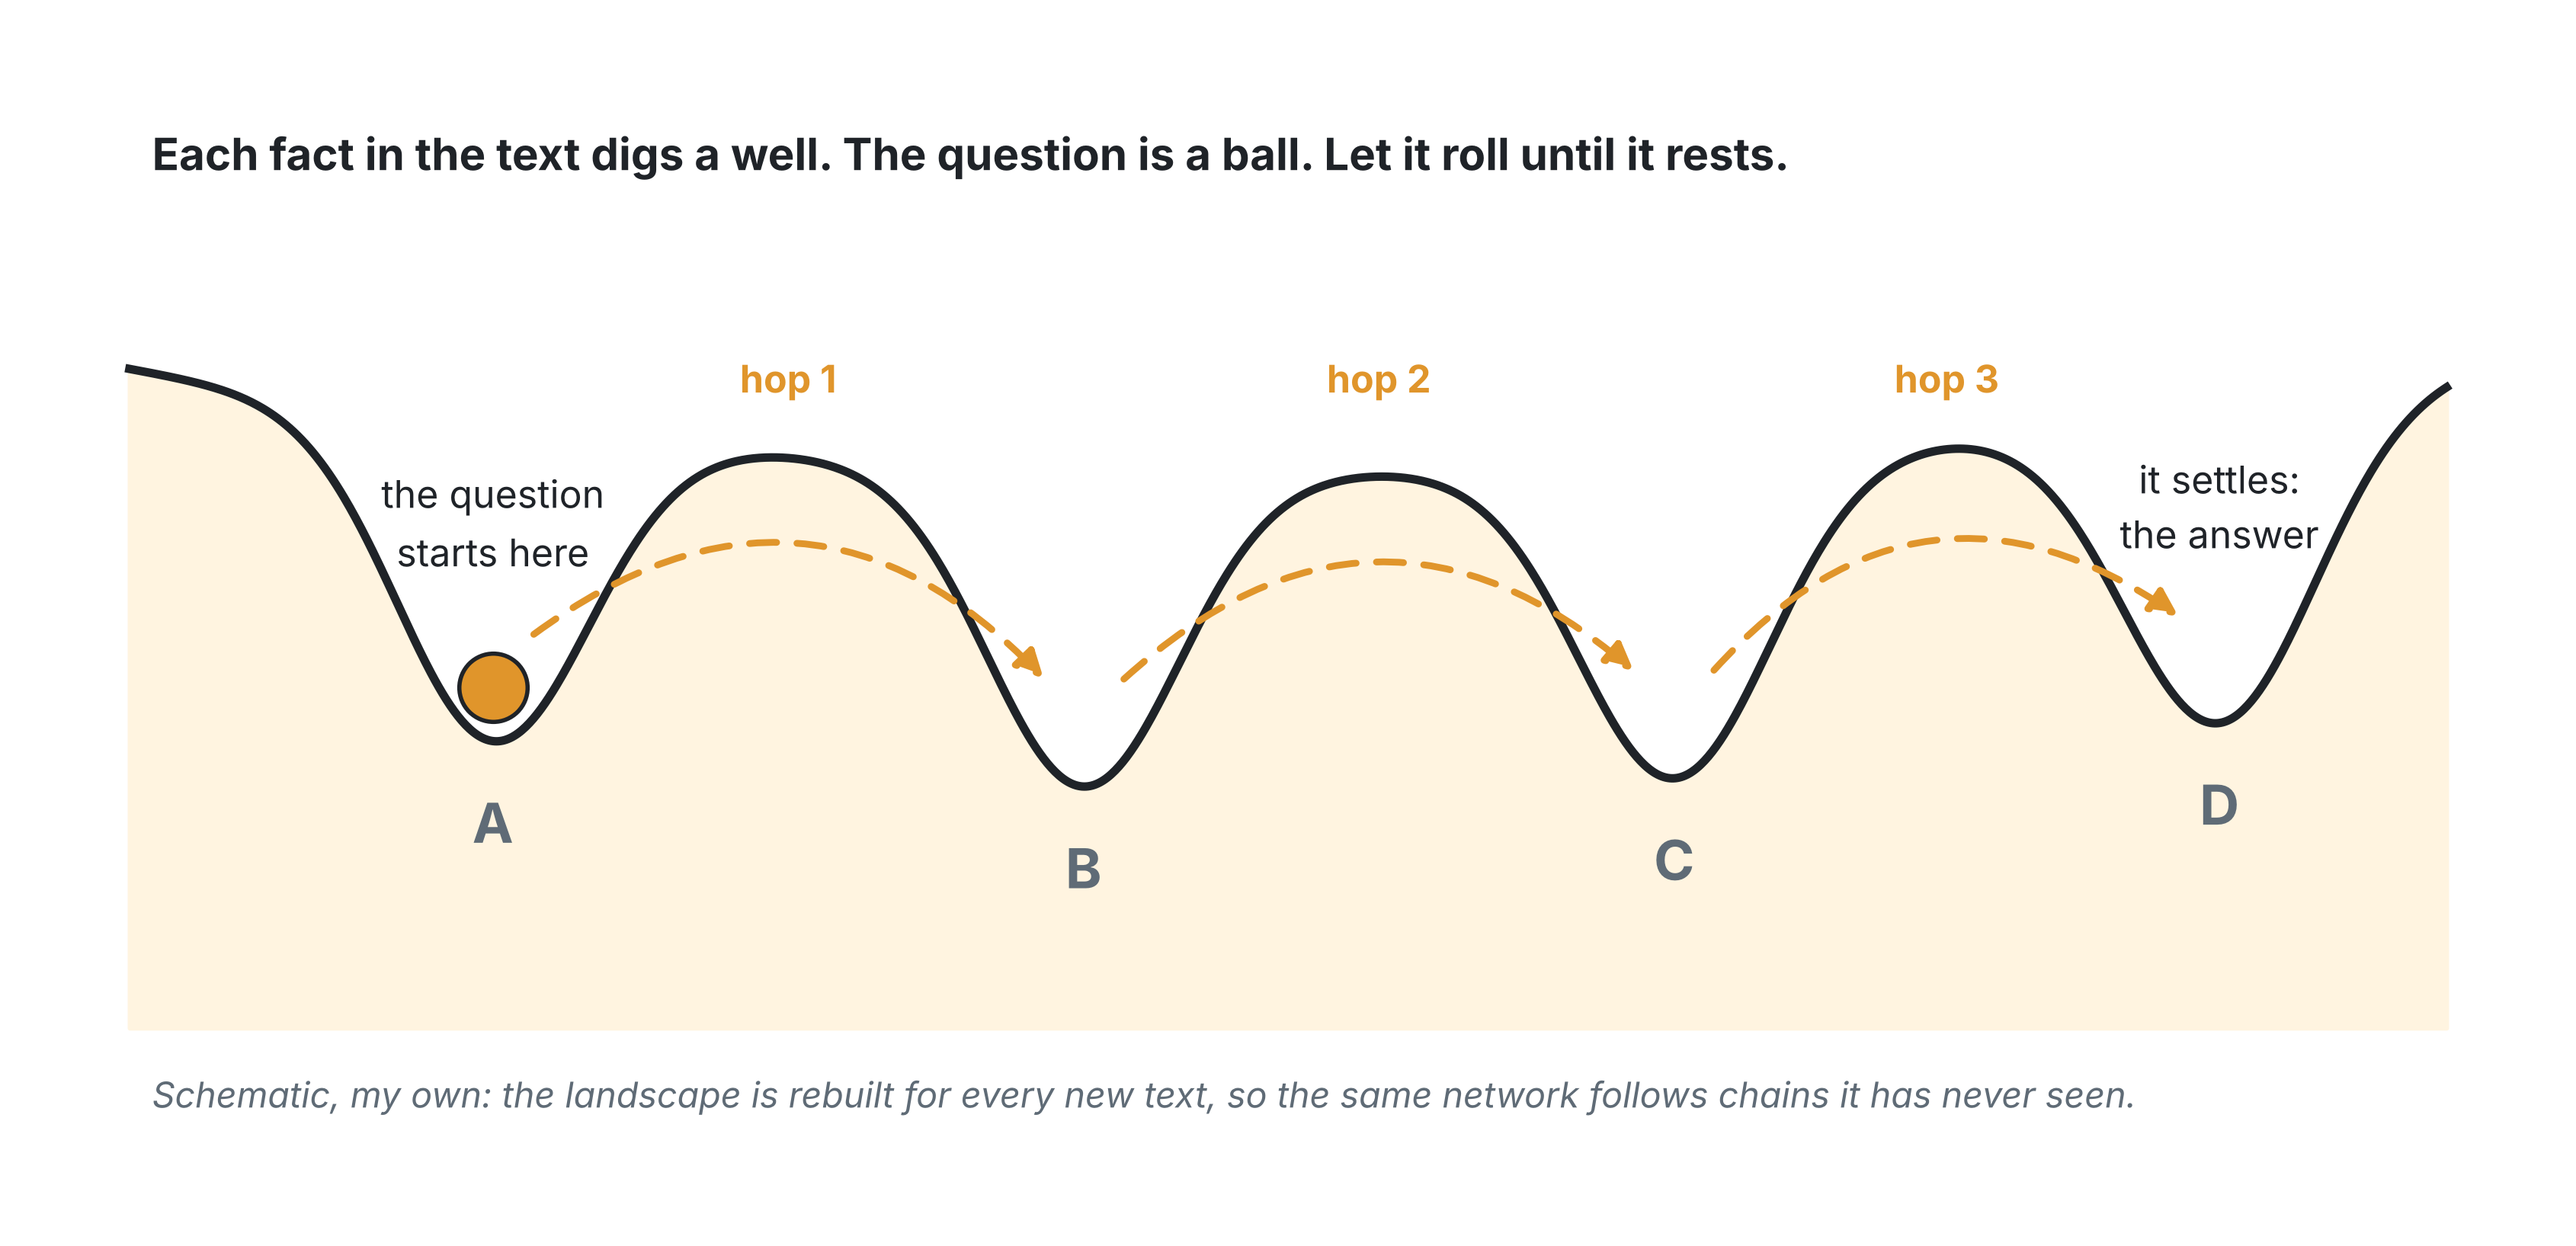 Each fact in the text digs a well. The question is a ball. Let it roll until it rests.
hop 1
hop 2
hop 3
the question
starts here
it settles:
the answer
A
B
C
D
Schematic, my own: the landscape is rebuilt for every new text, so the same network follows chains it has never seen.